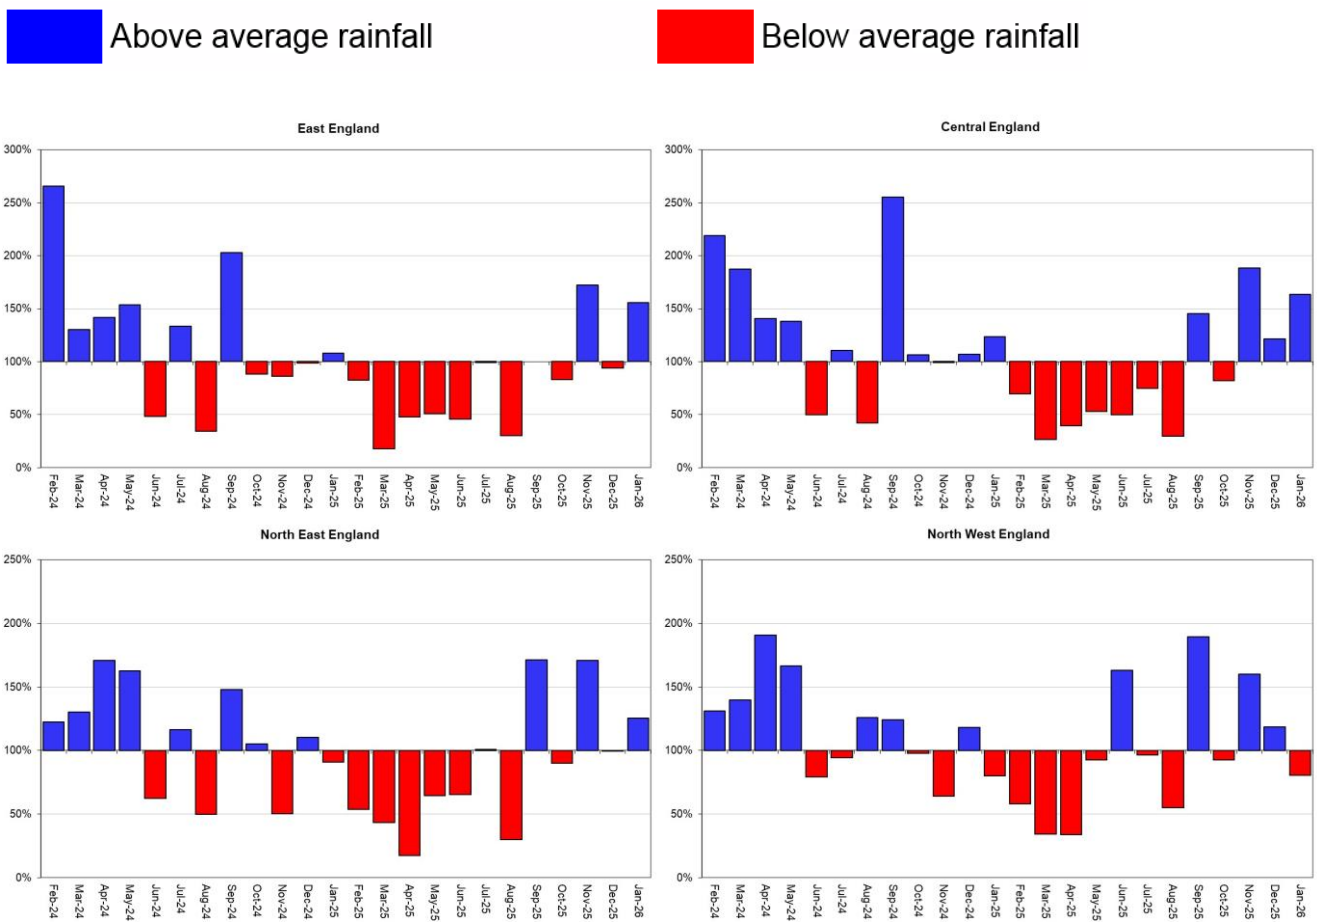 Above average rainfall
Below average rainfall
East England
300%
250%
200%
150%
100%
50%
0%
Feb-24
Mar-24
Apr-24
May-24
Jun-24
Jul-24
Aug-24
Sep-24
Oct-24
Nov-24
Dec-24
Jan-25
Feb-25
Mar-25
Apr-25
May-25
Jun-25
Jul-25
Aug-25
Sep-25
Oct-25
Nov-25
Dec-25
Jan-26
Central England
300%
250%
200%
150%
100%
50%
0%
Feb-24
Mar-24
Apr-24
May-24
Jun-24
Jul-24
Aug-24
Sep-24
Oct-24
Nov-24
Dec-24
Jan-25
Feb-25
Mar-25
Apr-25
May-25
Jun-25
Jul-25
Aug-25
Sep-25
Oct-25
Nov-25
Dec-25
Jan-26
North East England
250%
200%
150%
100%
50%
0%
Feb-24
Mar-24
Apr-24
May-24
Jun-24
Jul-24
Aug-24
Sep-24
Oct-24
Nov-24
Dec-24
Jan-25
Feb-25
Mar-25
Apr-25
May-25
Jun-25
Jul-25
Aug-25
Sep-25
Oct-25
Nov-25
Dec-25
Jan-26
North West England
250%
200%
150%
100%
50%
0%
Feb-24
Mar-24
Apr-24
May-24
Jun-24
Jul-24
Aug-24
Sep-24
Oct-24
Nov-24
Dec-24
Jan-25
Feb-25
Mar-25
Apr-25
May-25
Jun-25
Jul-25
Aug-25
Sep-25
Oct-25
Nov-25
Dec-25
Jan-26